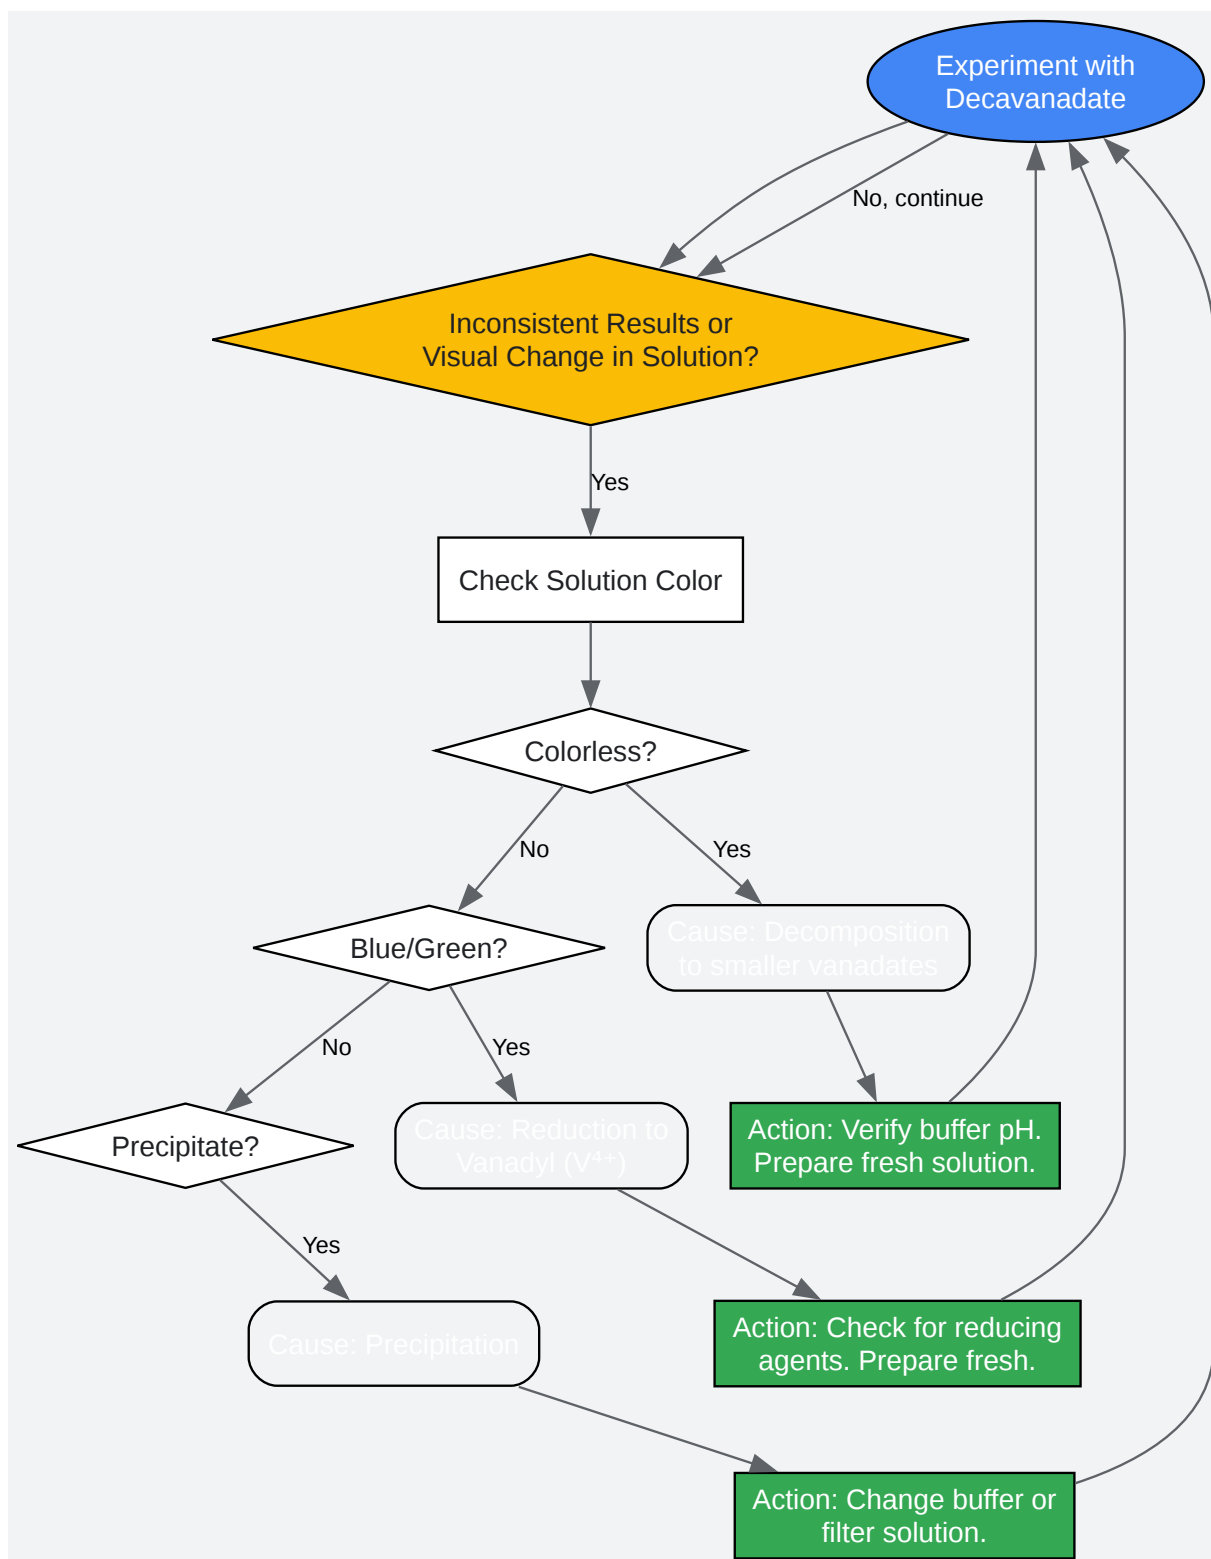 Experiment with
Decavanadate
No, continue
Inconsistent Results or
Visual Change in Solution?
Yes
Check Solution Color
Colorless?
No
Yes
Blue/Green?
Cause: Decomposition
to smaller vanadates
No
Yes
Precipitate?
Cause: Reduction to
Vanadyl (V⁴⁺)
Action: Verify buffer pH.
Prepare fresh solution.
Yes
Cause: Precipitation
Action: Check for reducing
agents. Prepare fresh.
Action: Change buffer or
filter solution.